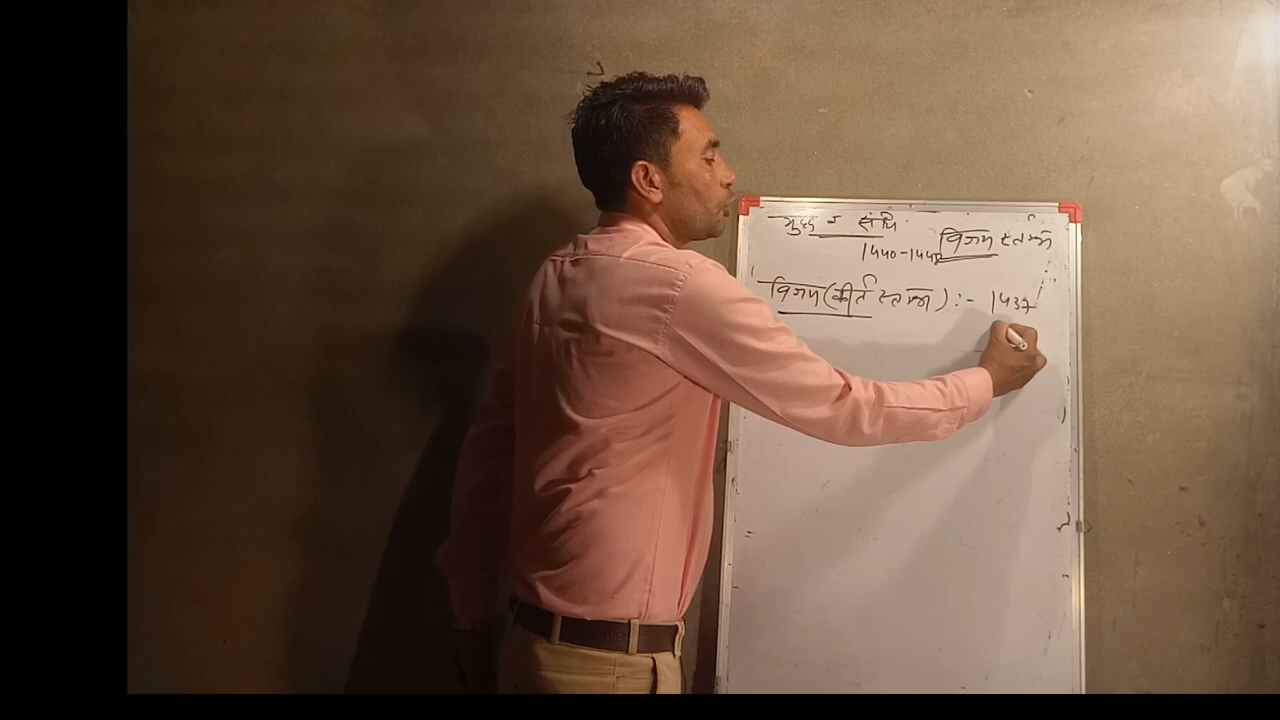 युद्ध व संधि
1440-1448 विजय स्तम्भ
विजय (कीर्त स्तम्भ) :- 1437